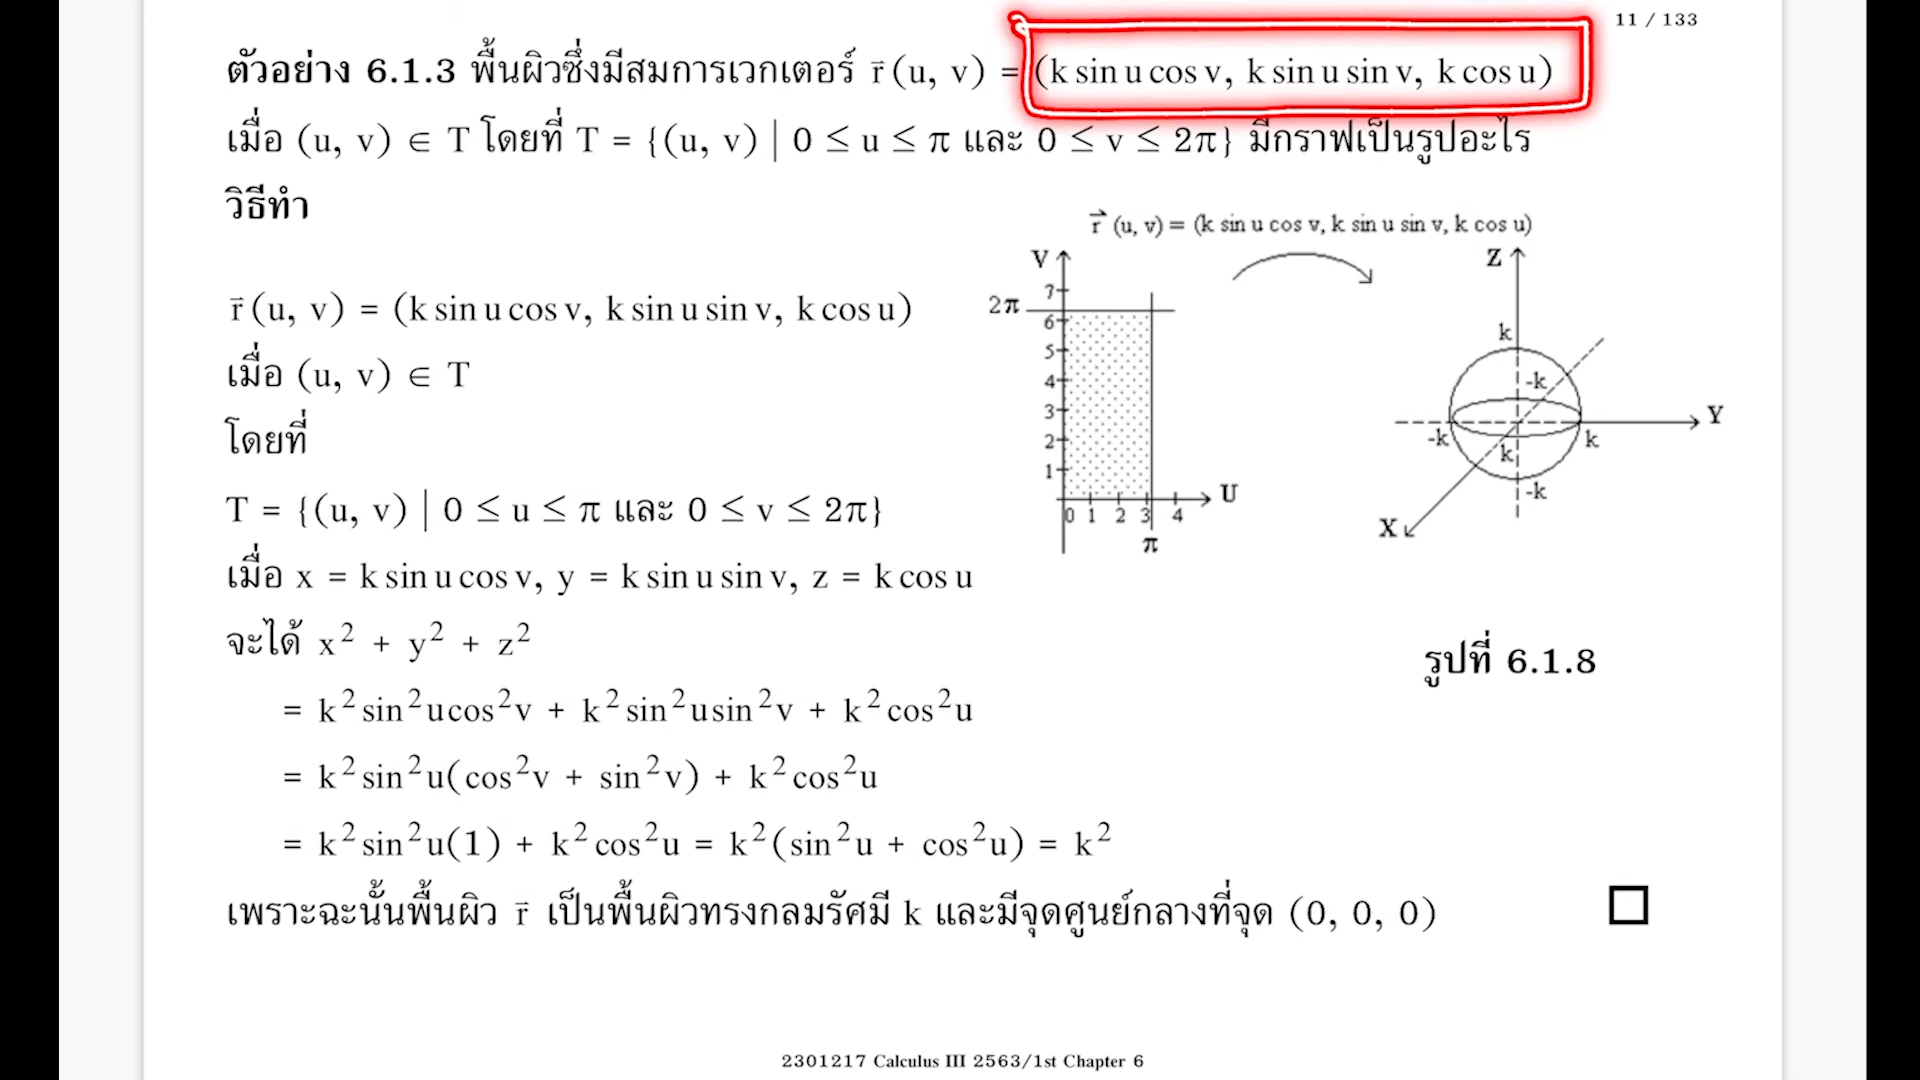 11 / 133
ตัวอย่าง 6.1.3 พื้นผิวซึ่งมีสมการเวกเตอร์ r̄(u, v) = (k sin u cos v, k sin u sin v, k cos u)
เมื่อ (u, v) ∈ T โดยที่ T = {(u, v) | 0 ≤ u ≤ π และ 0 ≤ v ≤ 2π} มีกราฟเป็นรูปอะไร
วิธีทำ
r⃗ (u, v) = (k sin u cos v, k sin u sin v, k cos u)
V
7
2π
6
5
4
3
2
1
0 1 2 3 4
U
π
Z
k
-k
Y
-k
k
k
-k
X
r̄(u, v) = (k sin u cos v, k sin u sin v, k cos u)
เมื่อ (u, v) ∈ T
โดยที่
T = {(u, v) | 0 ≤ u ≤ π และ 0 ≤ v ≤ 2π}
เมื่อ x = k sin u cos v, y = k sin u sin v, z = k cos u
จะได้ x² + y² + z²
รูปที่ 6.1.8
= k²sin²ucos²v + k²sin²usin²v + k²cos²u
= k²sin²u(cos²v + sin²v) + k²cos²u
= k²sin²u(1) + k²cos²u = k²(sin²u + cos²u) = k²
เพราะฉะนั้นพื้นผิว r̄ เป็นพื้นผิวทรงกลมรัศมี k และมีจุดศูนย์กลางที่จุด (0, 0, 0)
2301217 Calculus III 2563/1st Chapter 6